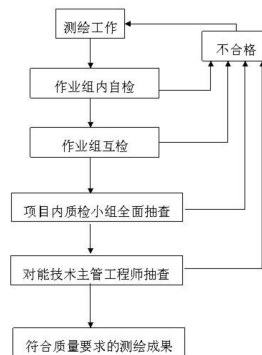 测绘工作
不合格
作业组内自检
作业组互检
项目内质检小组全面抽查
对能技术主管工程师抽查
符合质量要求的测绘成果